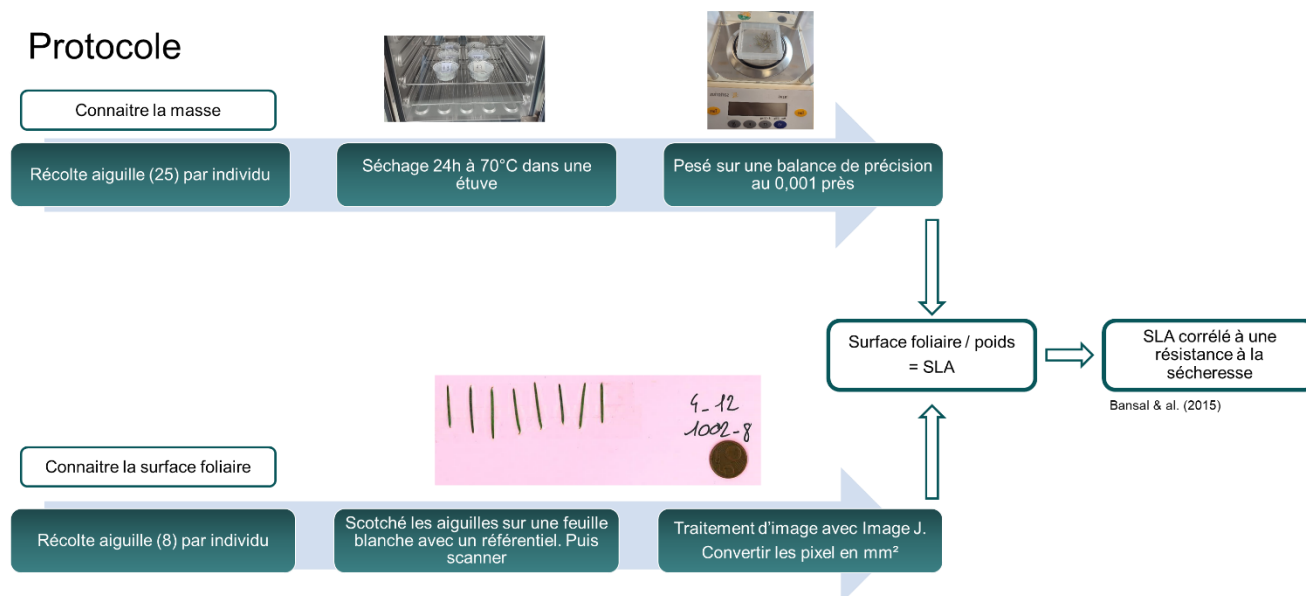 Protocole
Connaitre la masse
Récolte aiguille (25) par individu
Séchage 24h à 70°C dans une
étuve
Pesé sur une balance de précision
au 0,001 près
Surface foliaire / poids
= SLA
SLA corrélé à une
résistance à la
sécheresse
Bansal & al. (2015)
4_12
1002-8
Connaitre la surface foliaire
Récolte aiguille (8) par individu
Scotché les aiguilles sur une feuille
blanche avec un référentiel. Puis
scanner
Traitement d'image avec Image J.
Convertir les pixel en mm²